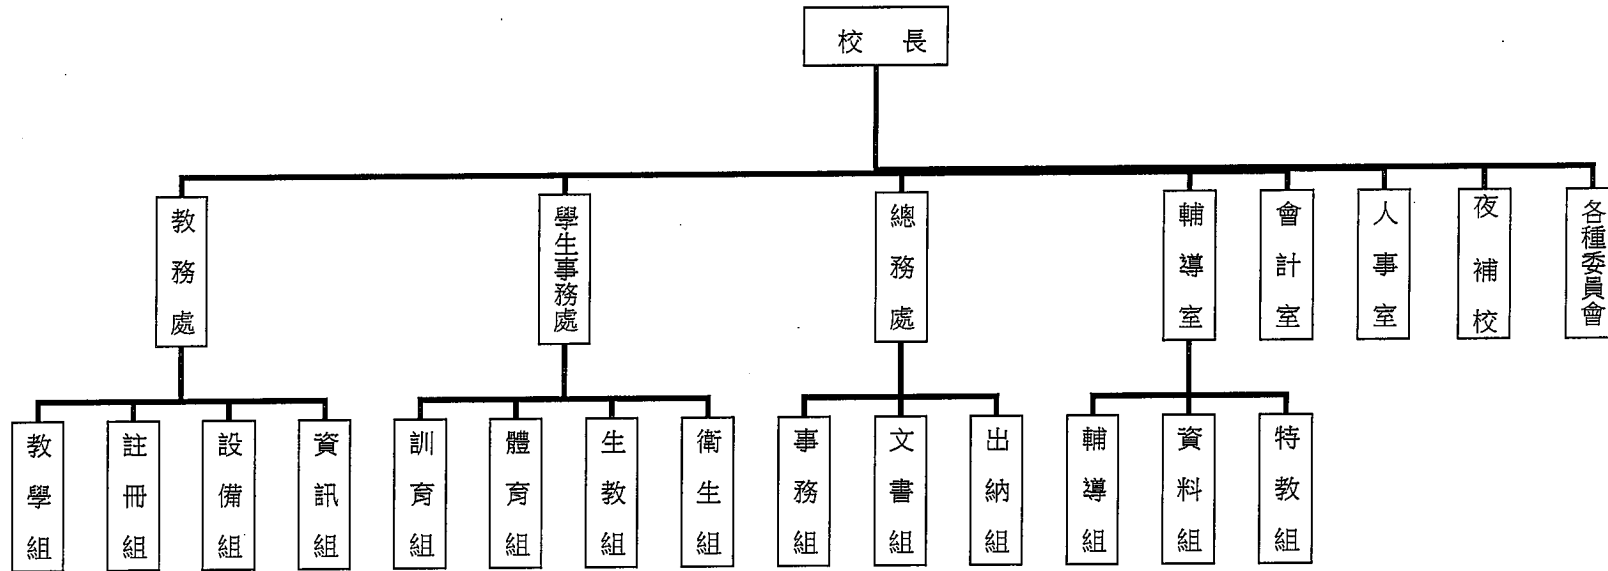 校長
教務處
學生事務處
總務處
輔導室
會計室
人事室
夜補校
各種委員會
教學組
註冊組
設備組
資訊組
訓育組
體育組
生教組
衛生組
事務組
文書組
出納組
輔導組
資料組
特教組